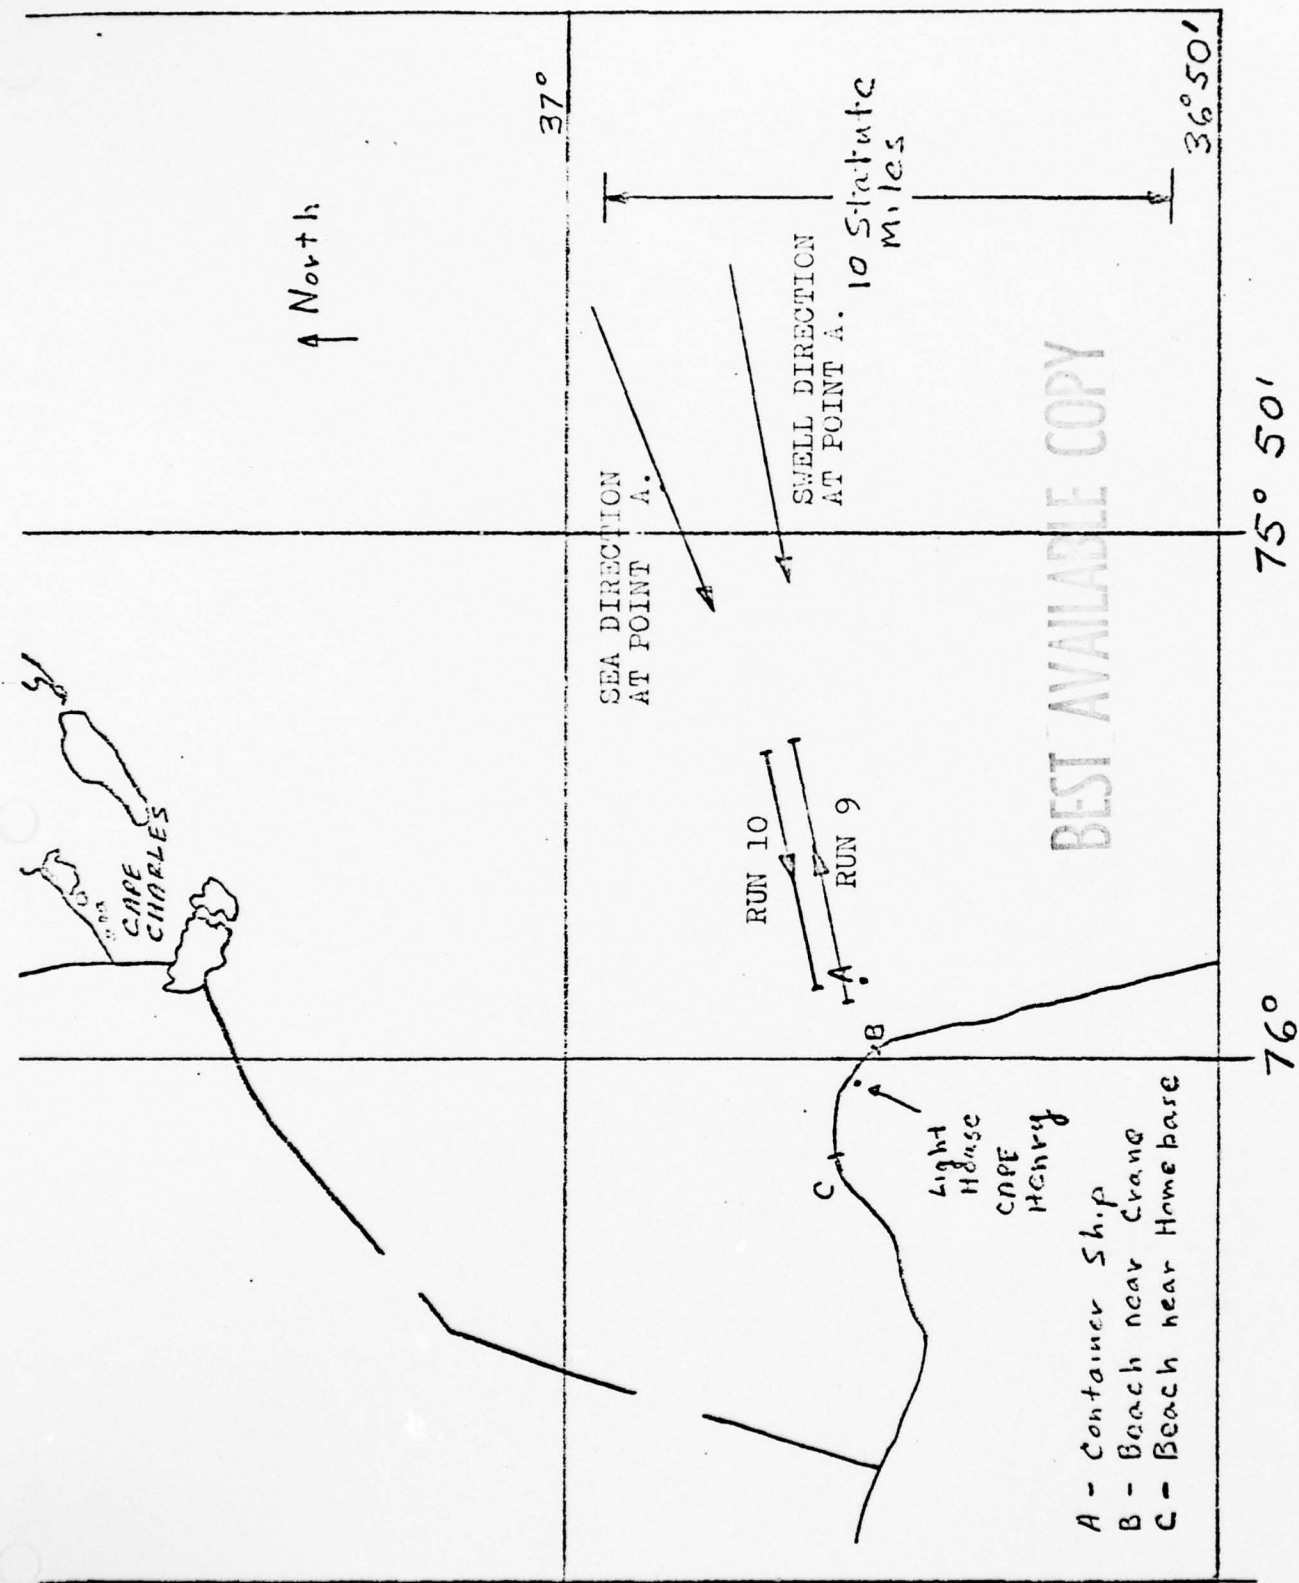 CAPE
CHARLES
North
37°
SEA DIRECTION
AT POINT A.
SWELL DIRECTION
AT POINT A.
10 Statute
Miles
RUN 10
RUN 9
A
B
C
Light
House
CAPE
Henry
A - Container Ship
B - Beach near Crane
C - Beach near Homebase
BEST AVAILABLE COPY
36° 50'
76°
75° 50'